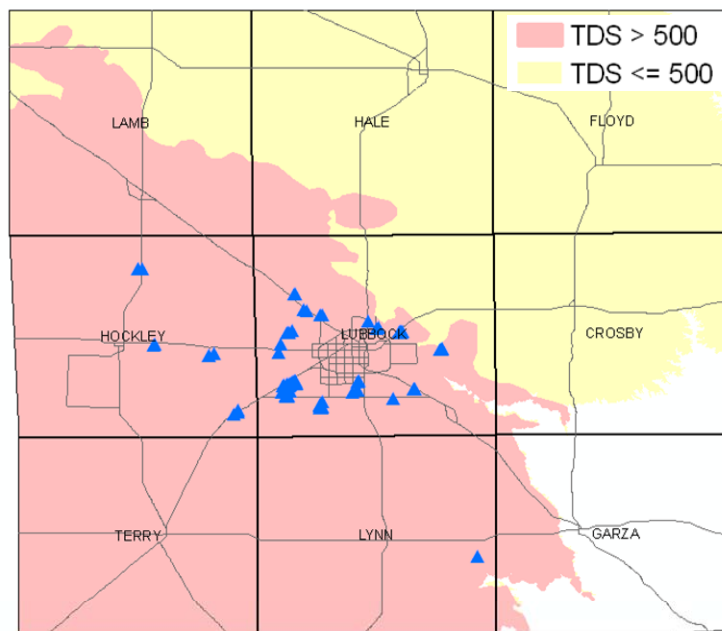 TDS > 500
TDS <= 500
LAMB
HALE
FLOYD
HOCKLEY
LUBBOCK
CROSBY
TERRY
LYNN
GARZA